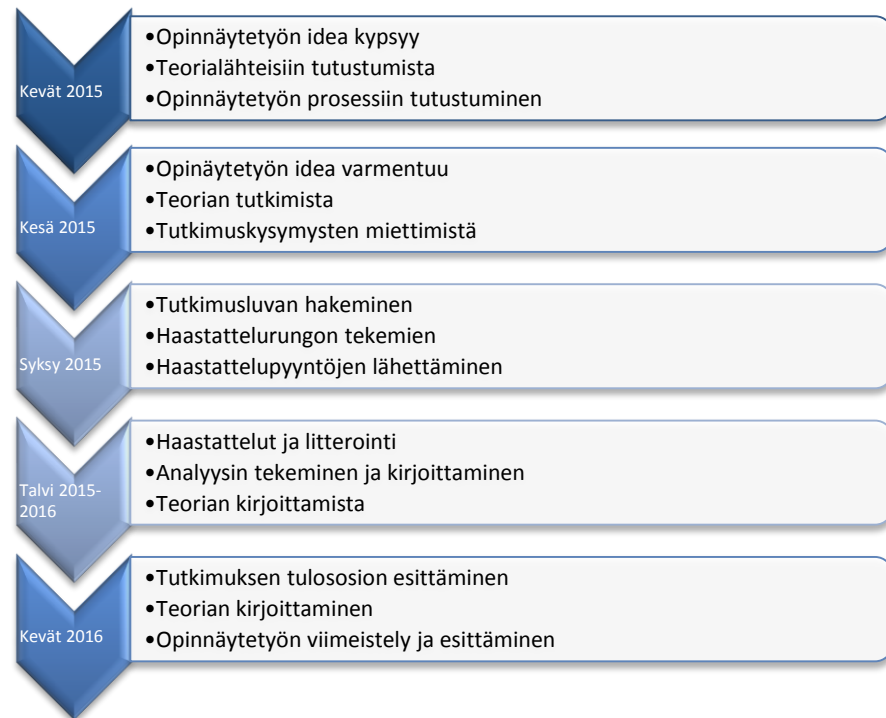 Kevät 2015
•Opinnäytetyön idea kypsyy
•Teorialähteisiin tutustumista
•Opinnäytetyön prosessiin tutustuminen
Kesä 2015
•Opinäytetyön idea varmentuu
•Teorian tutkimista
•Tutkimuskysymysten miettimistä
Syksy 2015
•Tutkimusluvan hakeminen
•Haastattelurungon tekemien
•Haastattelupyyntöjen lähettäminen
Talvi 2015-
2016
•Haastattelut ja litterointi
•Analyysin tekeminen ja kirjoittaminen
•Teorian kirjoittamista
Kevät 2016
•Tutkimuksen tulososion esittäminen
•Teorian kirjoittaminen
•Opinnäytetyön viimeistely ja esittäminen